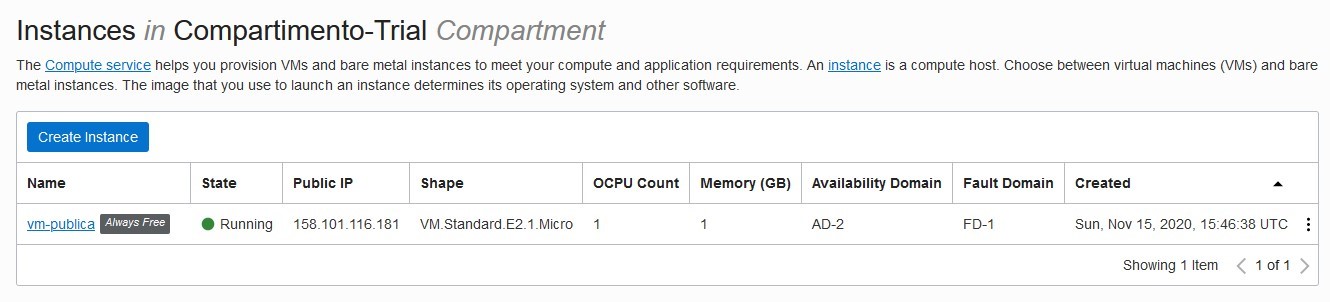 Instances in Compartimento-Trial Compartment
The Compute service helps you provision VMs and bare metal instances to meet your compute and application requirements. An instance is a compute host. Choose between virtual machines (VMs) and bare
metal instances. The image that you use to launch an instance determines its operating system and other software.
Create Instance
Name State Public IP Shape OCPU Count Memory (GB) Availability Domain Fault Domain Created
vm-publica Always Free Running 158.101.116.181 VM.Standard.E2.1.Micro 1 1 AD-2 FD-1 Sun, Nov 15, 2020, 15:46:38 UTC
Showing 1 Item 1 of 1